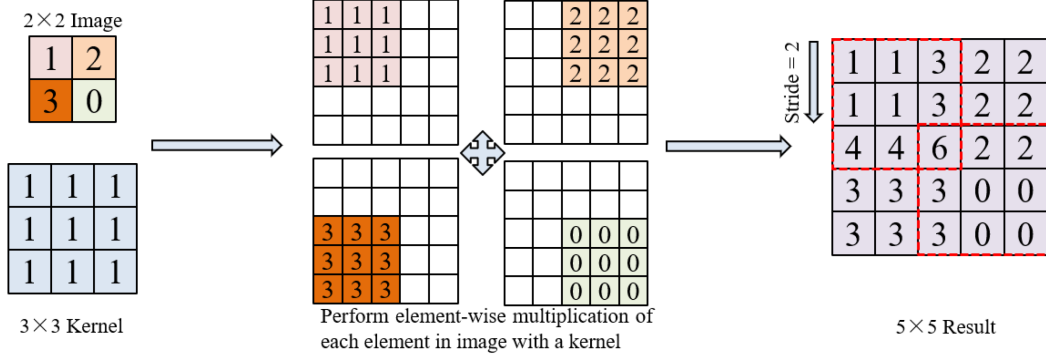 2×2 Image
1 2
3 0
1 1 1
1 1 1
1 1 1
3×3 Kernel
1 1 1
1 1 1
1 1 1
2 2 2
2 2 2
2 2 2
3 3 3
3 3 3
3 3 3
0 0 0
0 0 0
0 0 0
Perform element-wise multiplication of
each element in image with a kernel
Stride = 2
1 1 3 2 2
1 1 3 2 2
4 4 6 2 2
3 3 3 0 0
3 3 3 0 0
5×5 Result